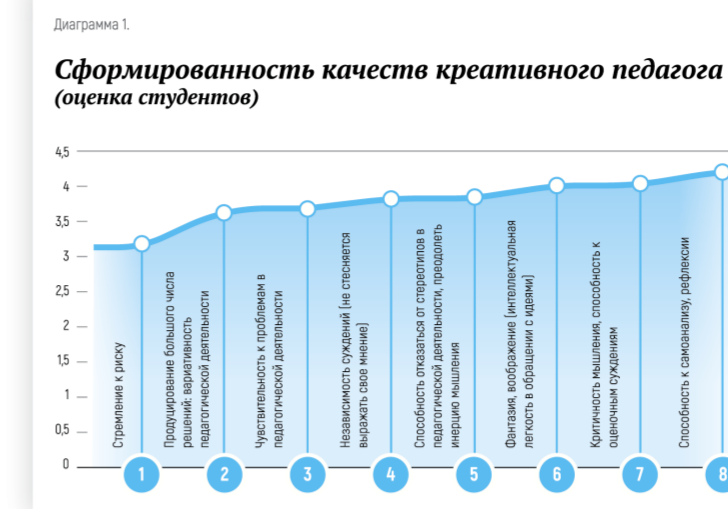 Диаграмма 1.
Сформированность качеств креативного педагога
(оценка студентов)
4,5
4
3,5
3
2,5
2
1,5
1
0,5
0
Стремление к риску
Продуцирование большого числа
решений: вариативность
педагогической деятельности
Чувствительность к проблемам в
педагогической деятельности
Независимость суждений (не стесняется
выражать свое мнение)
Способность отказаться от стереотипов в
педагогической деятельности, преодолеть
инерцию мышления
Фантазия, воображение (интеллектуальная
легкость в обращении с идеями)
Критичность мышления, способность к
оценочным суждениям
Способность к самоанализу, рефлексии
1
2
3
4
5
6
7
8